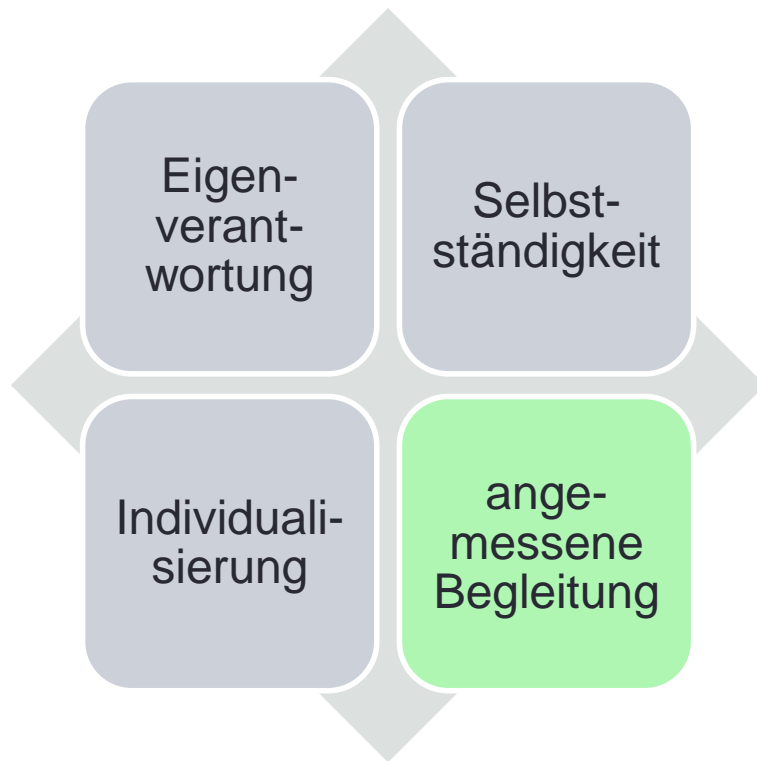 Eigen-
verant-
wortung
Selbst-
ständigkeit
Individuali-
sierung
ange-
messene
Begleitung